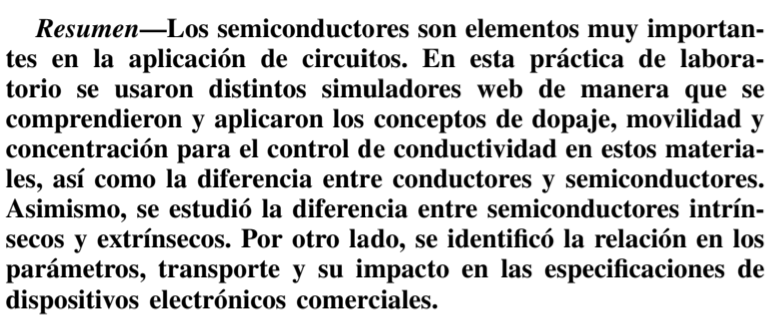 Resumen—Los semiconductores son elementos muy importan-
tes en la aplicación de circuitos. En esta práctica de labora-
torio se usaron distintos simuladores web de manera que se
comprendieron y aplicaron los conceptos de dopaje, movilidad y
concentración para el control de conductividad en estos materia-
les, así como la diferencia entre conductores y semiconductores.
Asimismo, se estudió la diferencia entre semiconductores intrín-
secos y extrínsecos. Por otro lado, se identificó la relación en los
parámetros, transporte y su impacto en las especificaciones de
dispositivos electrónicos comerciales.